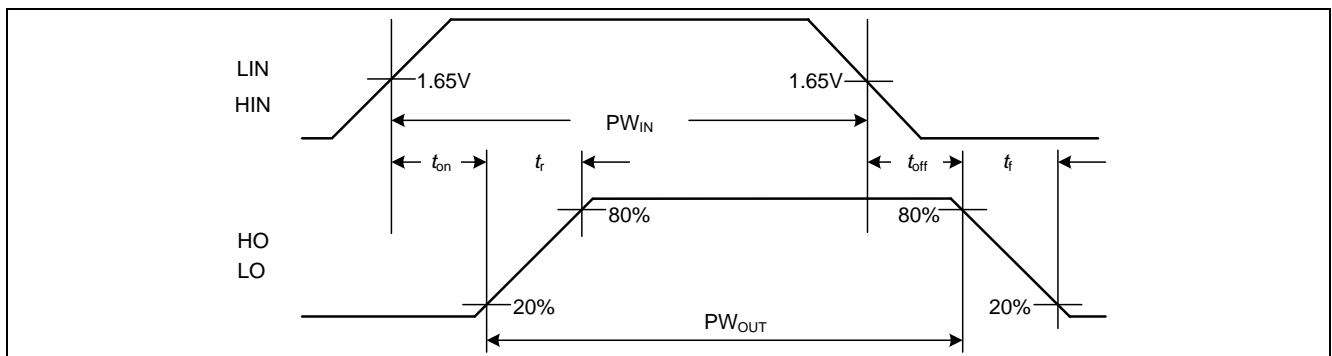 LIN
HIN
1.65V
1.65V
PWIN
ton
tr
toff
tf
HO
LO
80%
80%
20%
20%
PWOUT